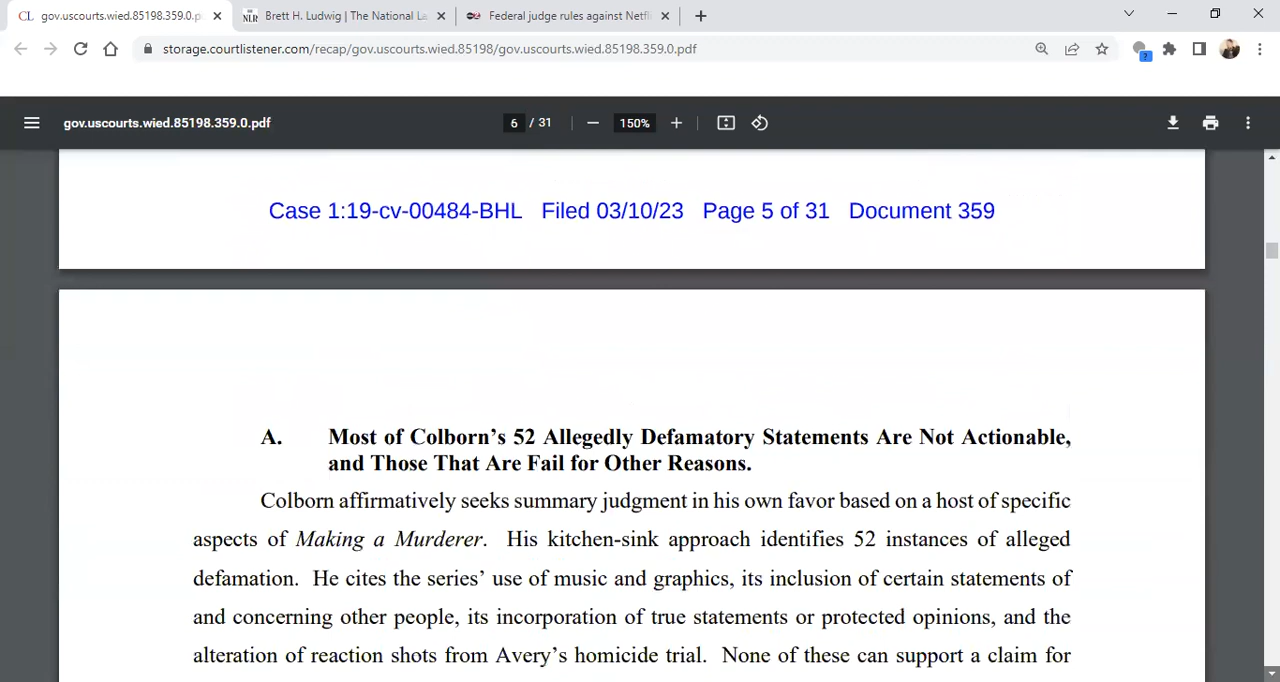 CL gov.uscourts.wied.85198.359.0.p
NLR Brett H. Ludwig | The National La
Federal judge rules against Netfli
storage.courtlistener.com/recap/gov.uscourts.wied.85198/gov.uscourts.wied.85198.359.0.pdf
?
gov.uscourts.wied.85198.359.0.pdf
6 / 31
150%
Case 1:19-cv-00484-BHL Filed 03/10/23 Page 5 of 31 Document 359
A. Most of Colborn’s 52 Allegedly Defamatory Statements Are Not Actionable,
and Those That Are Fail for Other Reasons.
Colborn affirmatively seeks summary judgment in his own favor based on a host of specific
aspects of Making a Murderer. His kitchen-sink approach identifies 52 instances of alleged
defamation. He cites the series’ use of music and graphics, its inclusion of certain statements of
and concerning other people, its incorporation of true statements or protected opinions, and the
alteration of reaction shots from Avery’s homicide trial. None of these can support a claim for